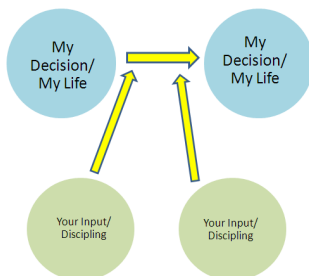 My
Decision/
My Life
My
Decision/
My Life
Your Input/
Discipling
Your Input/
Discipling